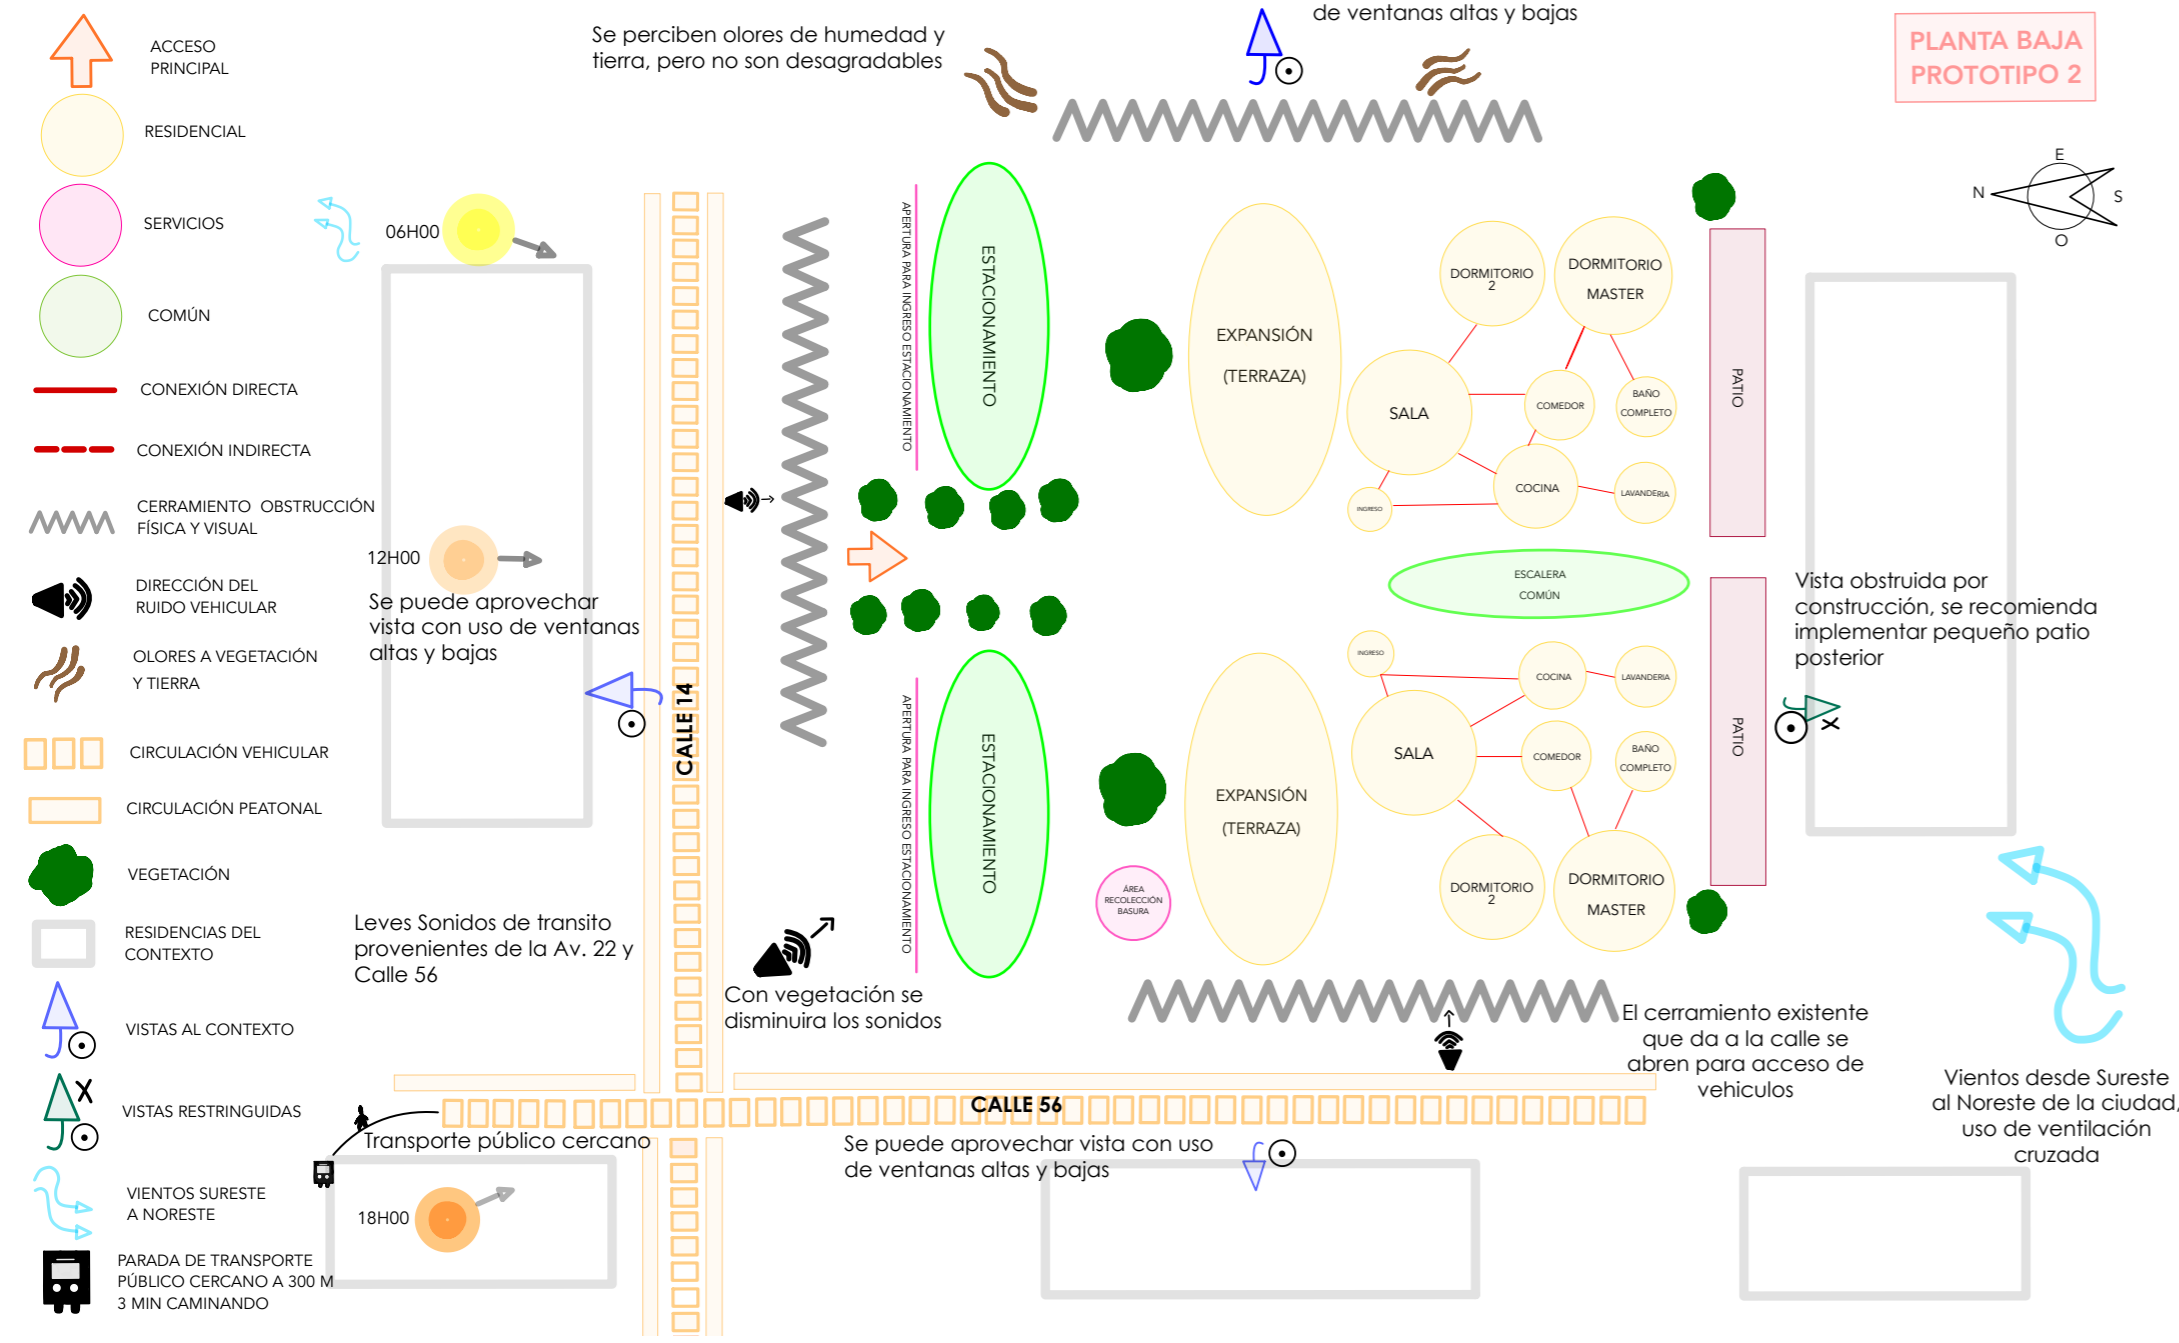 ACCESO
PRINCIPAL
RESIDENCIAL
SERVICIOS
COMÚN
CONEXIÓN DIRECTA
CONEXIÓN INDIRECTA
CERRAMIENTO OBSTRUCCIÓN
FÍSICA Y VISUAL
DIRECCIÓN DEL
RUIDO VEHICULAR
OLORES A VEGETACIÓN
Y TIERRA
CIRCULACIÓN VEHICULAR
CIRCULACIÓN PEATONAL
VEGETACIÓN
RESIDENCIAS DEL
CONTEXTO
VISTAS AL CONTEXTO
VISTAS RESTRINGUIDAS
VIENTOS SURESTE
A NORESTE
PARADA DE TRANSPORTE
PÚBLICO CERCANO A 300 M
3 MIN CAMINANDO
Se perciben olores de humedad y
tierra, pero no son desagradables
de ventanas altas y bajas
PLANTA BAJA
PROTOTIPO 2
E
N
S
O
06H00
12H00
Se puede aprovechar
vista con uso de ventanas
altas y bajas
CALLE 14
Leves Sonidos de transito
provenientes de la Av. 22 y
Calle 56
Con vegetación se
disminuira los sonidos
APERTURA PARA INGRESO ESTACIONAMIENTO
ESTACIONAMIENTO
EXPANSIÓN
(TERRAZA)
DORMITORIO
2
DORMITORIO
MASTER
SALA
COMEDOR
BAÑO
COMPLETO
COCINA
LAVANDERIA
INGRESO
PATIO
ESCALERA
COMÚN
APERTURA PARA INGRESO ESTACIONAMIENTO
ESTACIONAMIENTO
EXPANSIÓN
(TERRAZA)
INGRESO
COCINA
LAVANDERIA
SALA
COMEDOR
BAÑO
COMPLETO
DORMITORIO
2
DORMITORIO
MASTER
PATIO
ÁREA
RECOLECCIÓN
BASURA
Vista obstruida por
construcción, se recomienda
implementar pequeño patio
posterior
X
El cerramiento existente
que da a la calle se
abren para acceso de
vehiculos
Vientos desde Sureste
al Noreste de la ciudad,
uso de ventilación
cruzada
CALLE 56
Transporte público cercano
Se puede aprovechar vista con uso
de ventanas altas y bajas
18H00